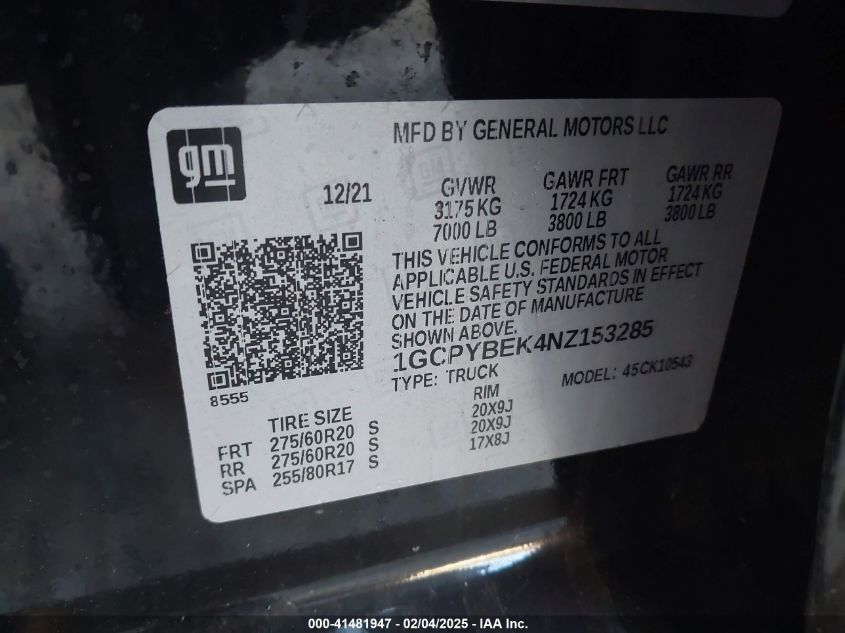 gm
MFD BY GENERAL MOTORS LLC
12/21
GVWR GAWR FRT GAWR RR
3175 KG 1724 KG 1724 KG
7000 LB 3800 LB 3800 LB
THIS VEHICLE CONFORMS TO ALL
APPLICABLE U.S. FEDERAL MOTOR
VEHICLE SAFETY STANDARDS IN EFFECT
ON THE DATE OF MANUFACTURE
SHOWN ABOVE.
1GCPYBEK4NZ153285
TYPE: TRUCK MODEL: 45CK10543
8555
TIRE SIZE RIM
FRT 275/60R20 S 20X9J
RR 275/60R20 S 20X9J
SPA 255/80R17 S 17X8J
000-41481947 - 02/04/2025 - IAA Inc.